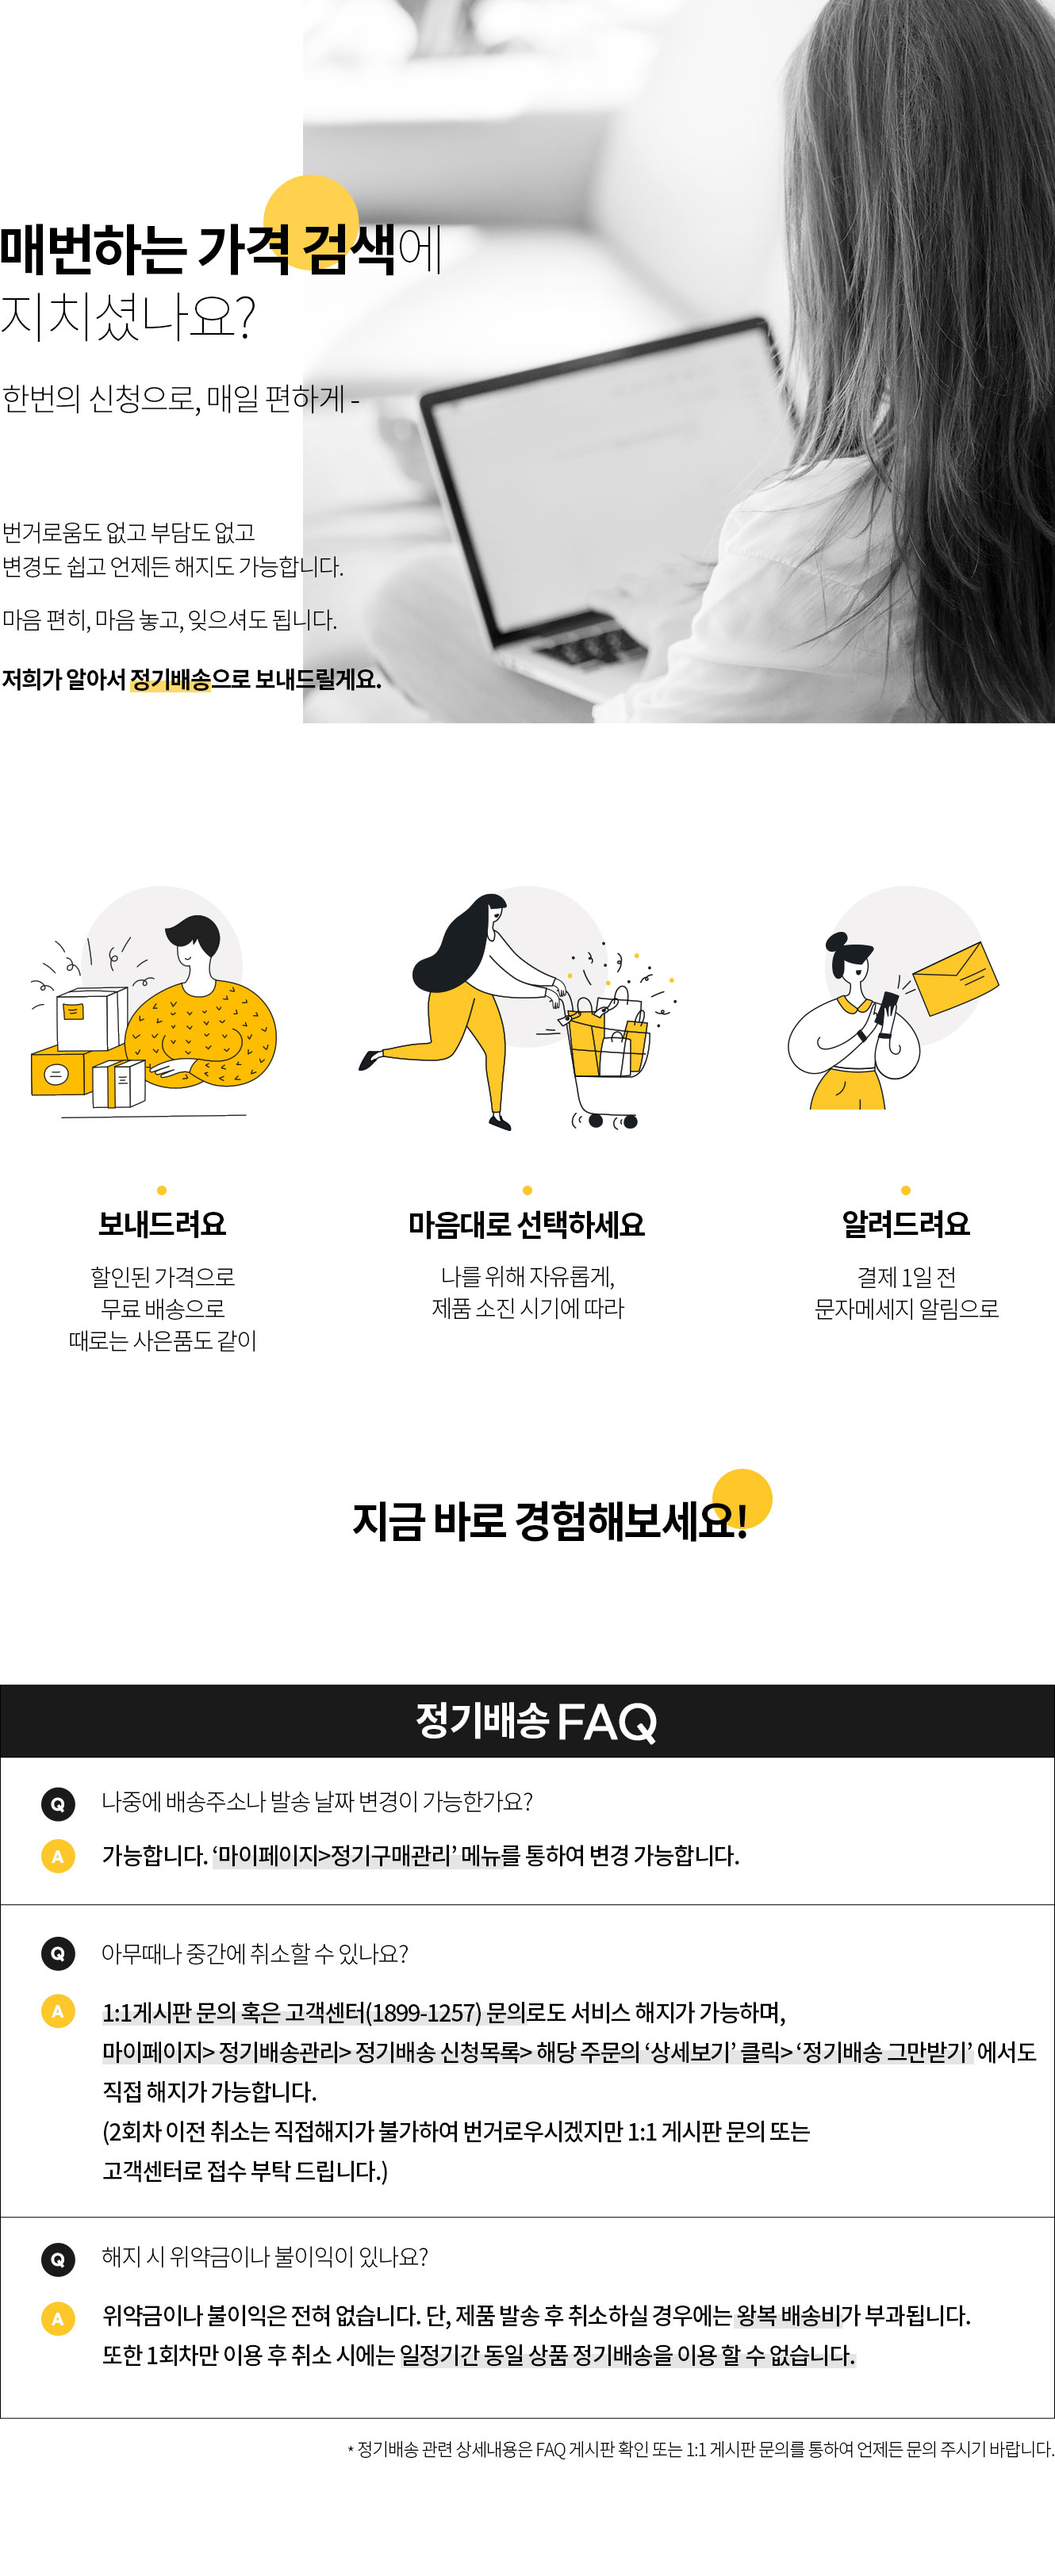 매번하는 가격 검색에
지치셨나요?
한번의 신청으로, 매일 편하게 -
번거로움도 없고 부담도 없고
변경도 쉽고 언제든 해지도 가능합니다.
마음 편히, 마음 놓고, 잊으셔도 됩니다.
저희가 알아서 정기배송으로 보내드릴게요.
보내드려요
할인된 가격으로
무료 배송으로
때로는 사은품도 같이
마음대로 선택하세요
나를 위해 자유롭게,
제품 소진 시기에 따라
알려드려요
결제 1일 전
문자메세지 알림으로
지금 바로 경험해보세요!
정기배송 FAQ
Q 나중에 배송주소나 발송 날짜 변경이 가능한가요?
A 가능합니다. ‘마이페이지>정기구매관리’ 메뉴를 통하여 변경 가능합니다.
Q 아무때나 중간에 취소할 수 있나요?
A 1:1게시판 문의 혹은 고객센터(1899-1257) 문의로도 서비스 해지가 가능하며,
마이페이지> 정기배송관리> 정기배송 신청목록> 해당 주문의 ‘상세보기’ 클릭> ‘정기배송 그만받기’ 에서도
직접 해지가 가능합니다.
(2회차 이전 취소는 직접해지가 불가하여 번거로우시겠지만 1:1 게시판 문의 또는
고객센터로 접수 부탁 드립니다.)
Q 해지 시 위약금이나 불이익이 있나요?
A 위약금이나 불이익은 전혀 없습니다. 단, 제품 발송 후 취소하실 경우에는 왕복 배송비가 부과됩니다.
또한 1회차만 이용 후 취소 시에는 일정기간 동일 상품 정기배송을 이용 할 수 없습니다.
* 정기배송 관련 상세내용은 FAQ 게시판 확인 또는 1:1 게시판 문의를 통하여 언제든 문의 주시기 바랍니다.